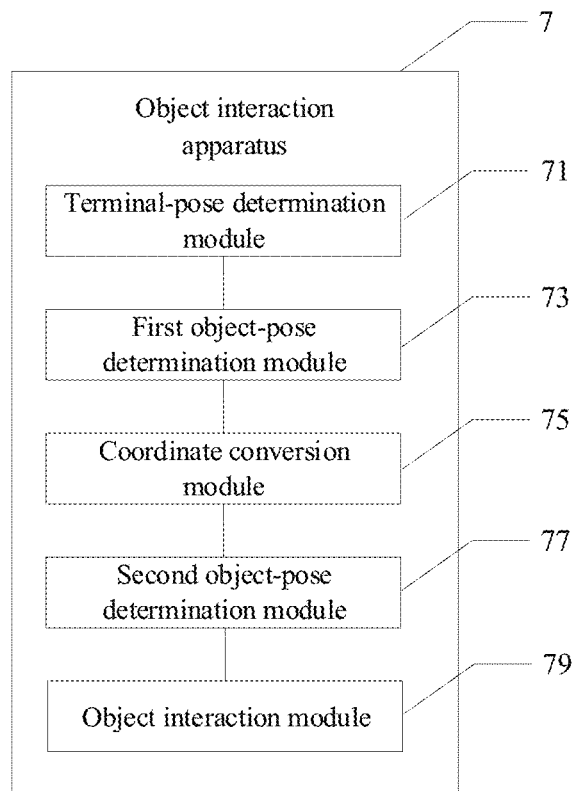 7
Object interaction
apparatus
71
Terminal-pose determination
module
73
First object-pose
determination module
75
Coordinate conversion
module
77
Second object-pose
determination module
79
Object interaction module